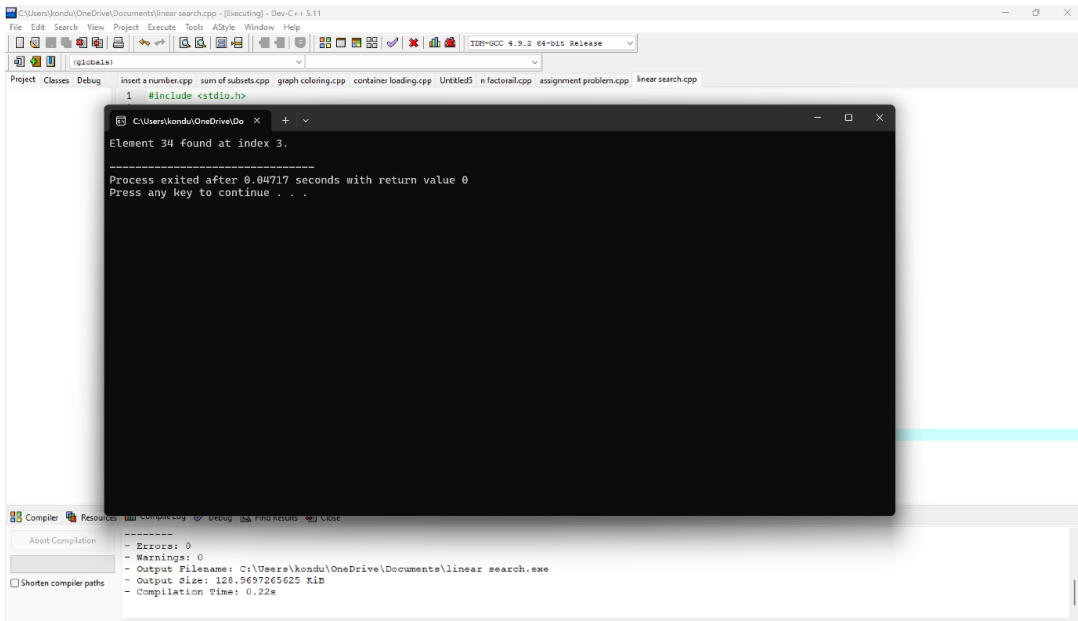 C:\Users\kondu\OneDrive\Documents\linear search.cpp - [Executing] - Dev-C++ 5.11
File Edit Search View Project Execute Tools AStyle Window Help
TDM-GCC 4.9.2 64-bit Release
(globals)
Project Classes Debug insert a number.cpp sum of subsets.cpp graph coloring.cpp container loading.cpp Untitled5 n factorail.cpp assignment problem.cpp linear search.cpp
1 #include <stdio.h>
C:\Users\kondu\OneDrive\Do
Element 34 found at index 3.
--------------------------------
Process exited after 0.04717 seconds with return value 0
Press any key to continue . . .
Compiler Resources Compile Log Debug Find Results Close
Abort Compilation
Shorten compiler paths
--------
- Errors: 0
- Warnings: 0
- Output Filename: C:\Users\kondu\OneDrive\Documents\linear search.exe
- Output Size: 128.9697265625 KiB
- Compilation Time: 0.22s